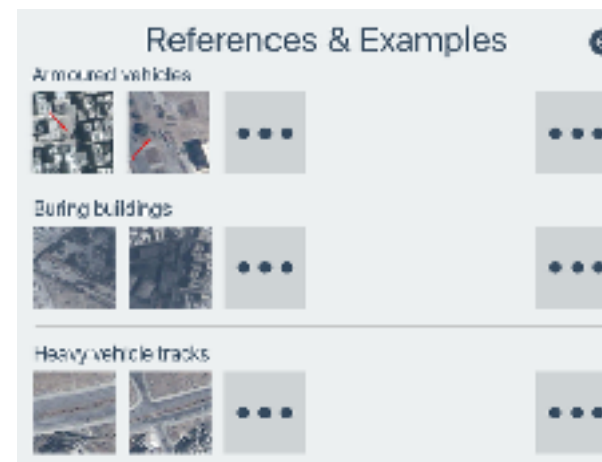 References & Examples
Armoured vehicles
Buring buildings
Heavy vehicle tracks